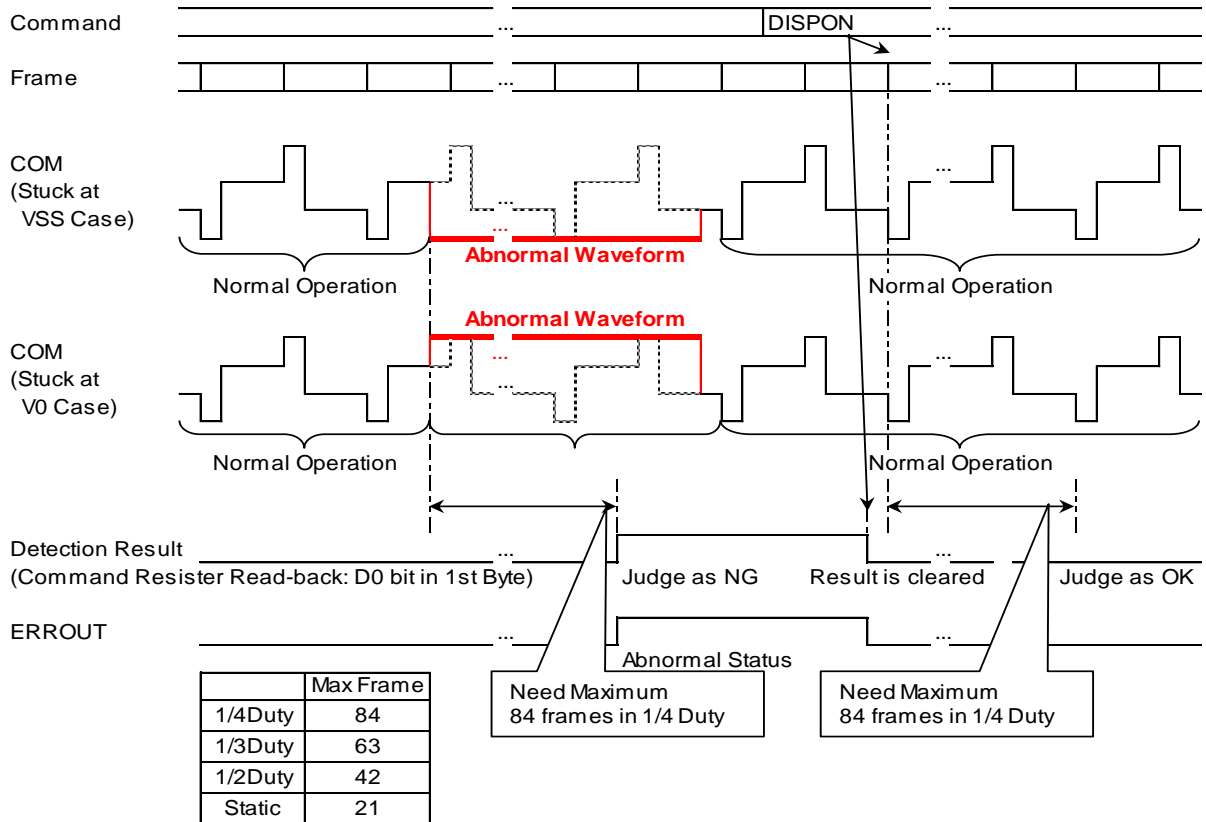 Command
...
DISPON
...
Frame
...
...
COM
(Stuck at
VSS Case)
...
...
...
Abnormal Waveform
Normal Operation
Normal Operation
Abnormal Waveform
COM
(Stuck at
V0 Case)
...
...
...
Normal Operation
Normal Operation
Detection Result
...
...
(Command Resister Read-back: D0 bit in 1st Byte)
Judge as NG
Result is cleared
Judge as OK
ERROUT
...
...
Abnormal Status
Need Maximum
84 frames in 1/4 Duty
Need Maximum
84 frames in 1/4 Duty
Max Frame
1/4Duty 84
1/3Duty 63
1/2Duty 42
Static 21